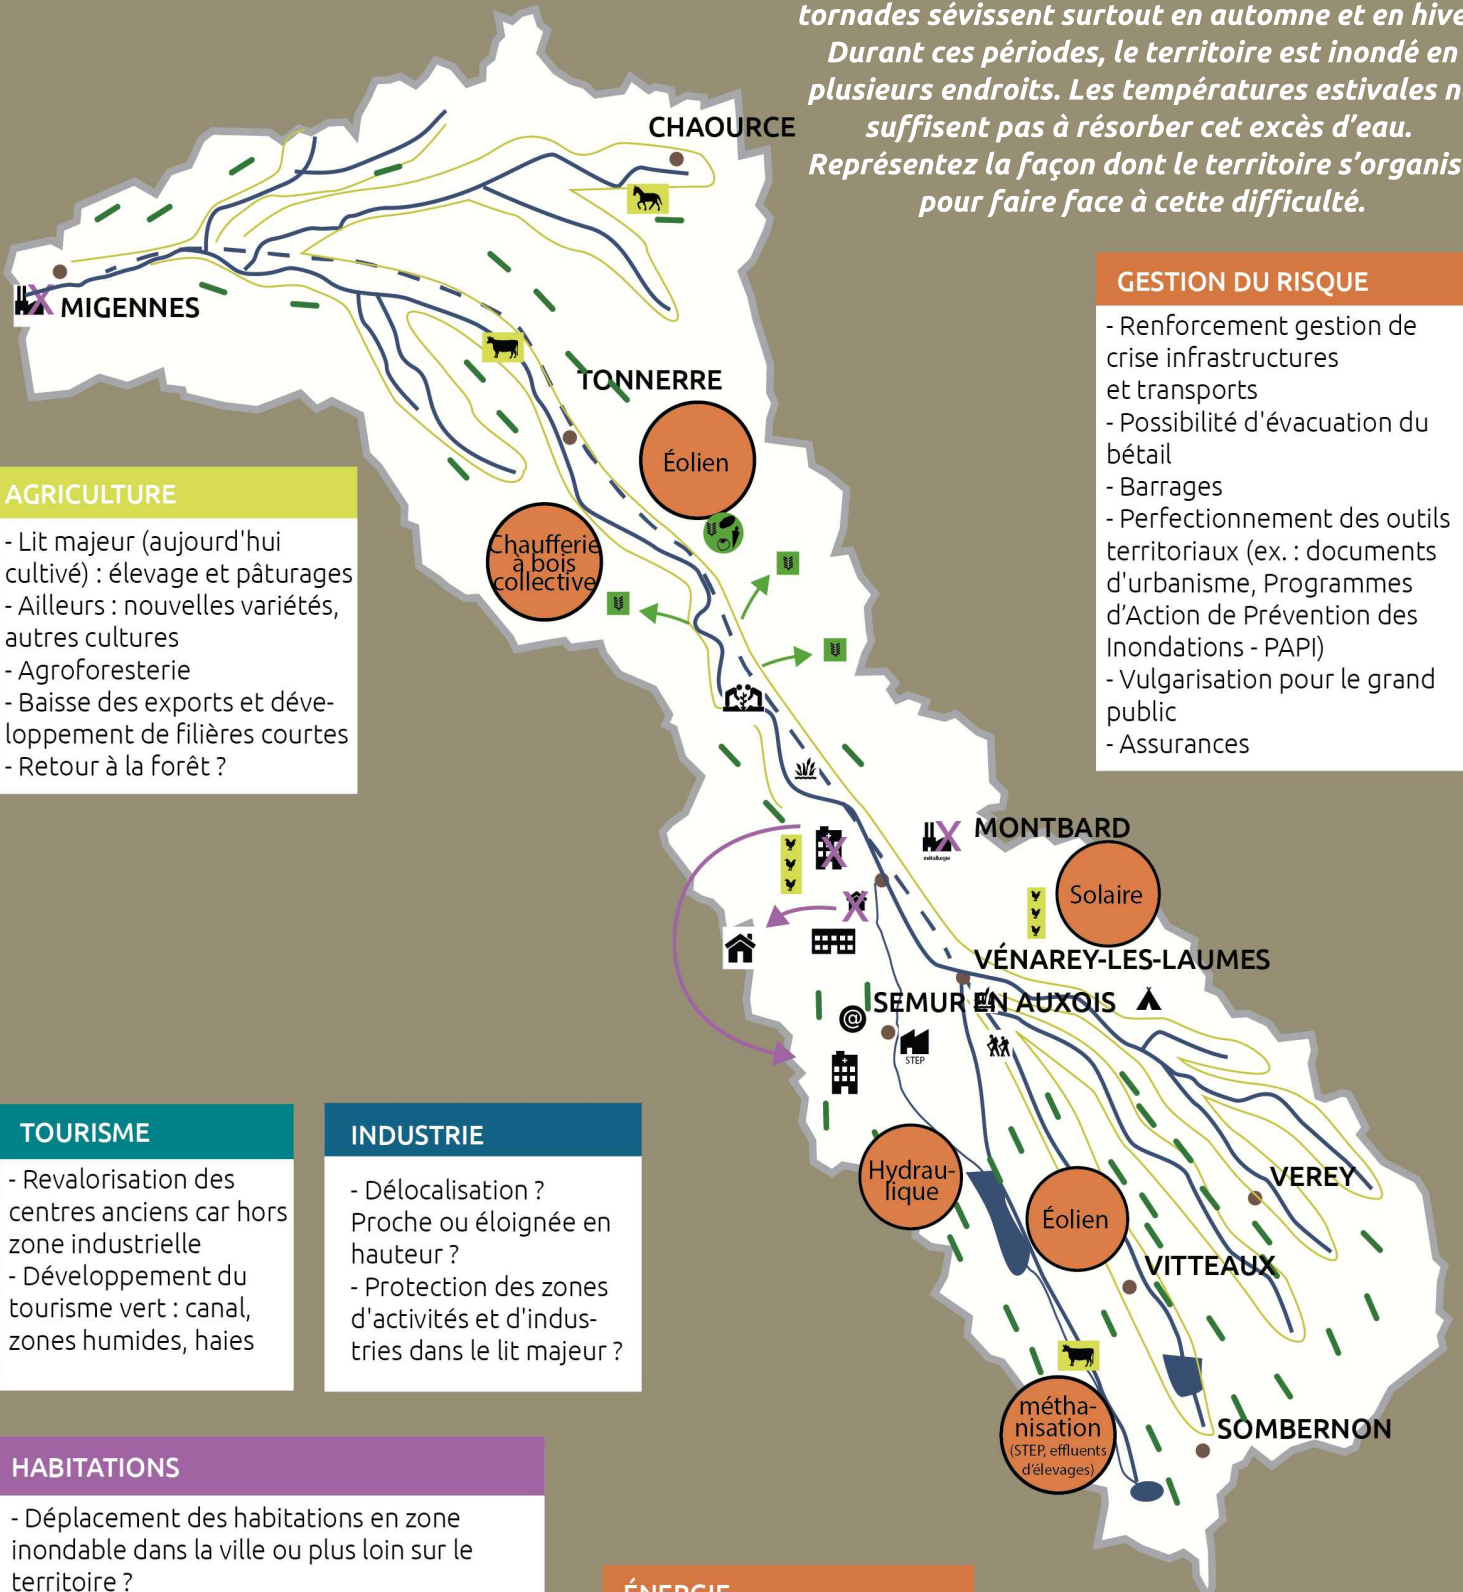 tornades sévissent surtout en automne et en hive
Durant ces périodes, le territoire est inondé en
plusieurs endroits. Les températures estivales n
suffisent pas à résorber cet excès d’eau.
Représentez la façon dont le territoire s’organis
pour faire face à cette difficulté.
CHAOURCE
MIGENNES
TONNERRE
Éolien
Chaufferie
à bois
collective
GESTION DU RISQUE
- Renforcement gestion de
crise infrastructures
et transports
- Possibilité d'évacuation du
bétail
- Barrages
- Perfectionnement des outils
territoriaux (ex. : documents
d'urbanisme, Programmes
d’Action de Prévention des
Inondations - PAPI)
- Vulgarisation pour le grand
public
- Assurances
AGRICULTURE
- Lit majeur (aujourd'hui
cultivé) : élevage et pâturages
- Ailleurs : nouvelles variétés,
autres cultures
- Agroforesterie
- Baisse des exports et déve-
loppement de filières courtes
- Retour à la forêt ?
MONTBARD
métallurgie
Solaire
VÉNAREY-LES-LAUMES
SEMUR EN AUXOIS
@
STEP
Hydrau-
lique
Éolien
VEREY
VITTEAUX
métha-
nisation
(STEP, effluents
d’élevages)
SOMBERNON
TOURISME
- Revalorisation des
centres anciens car hors
zone industrielle
- Développement du
tourisme vert : canal,
zones humides, haies
INDUSTRIE
- Délocalisation ?
Proche ou éloignée en
hauteur ?
- Protection des zones
d'activités et d'indus-
tries dans le lit majeur ?
HABITATIONS
- Déplacement des habitations en zone
inondable dans la ville ou plus loin sur le
territoire ?
ÉNERGIE